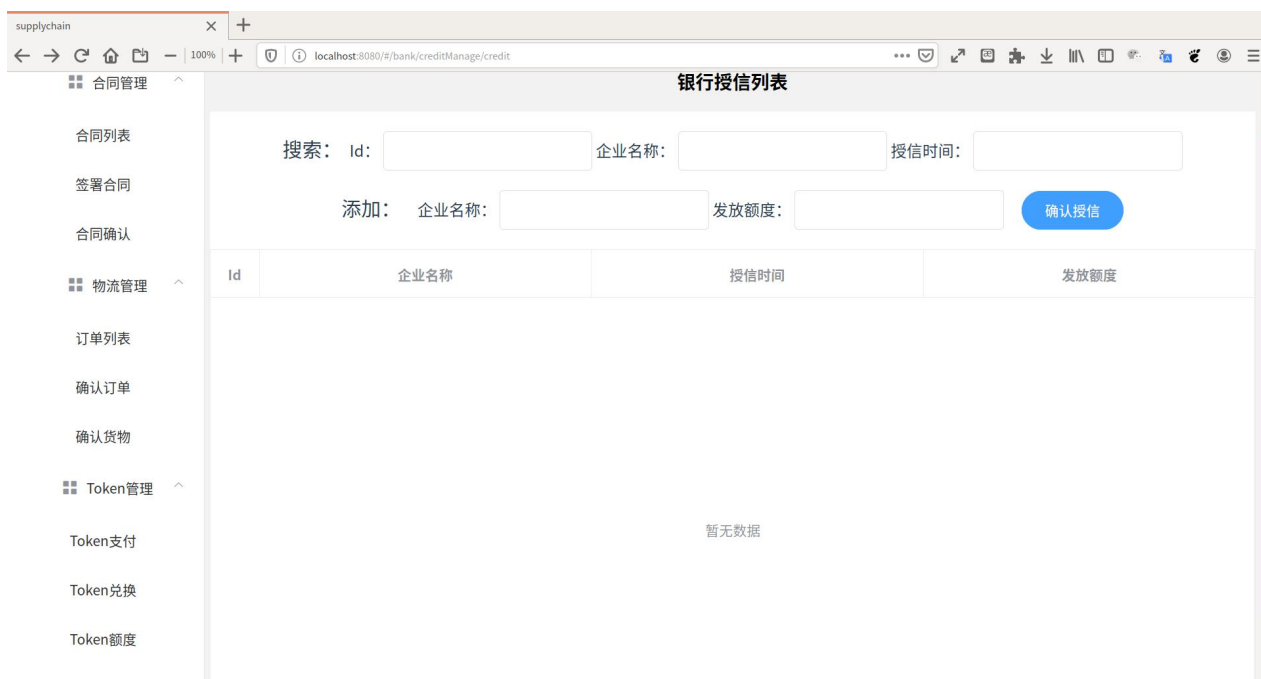 supplychain
100%
localhost:8080/#/bank/creditManage/credit
合同管理
合同列表
签署合同
合同确认
物流管理
订单列表
确认订单
确认货物
Token管理
Token支付
Token兑换
Token额度
银行授信列表
搜索： Id： 企业名称： 授信时间：
添加： 企业名称： 发放额度： 确认授信
Id 企业名称 授信时间 发放额度
暂无数据